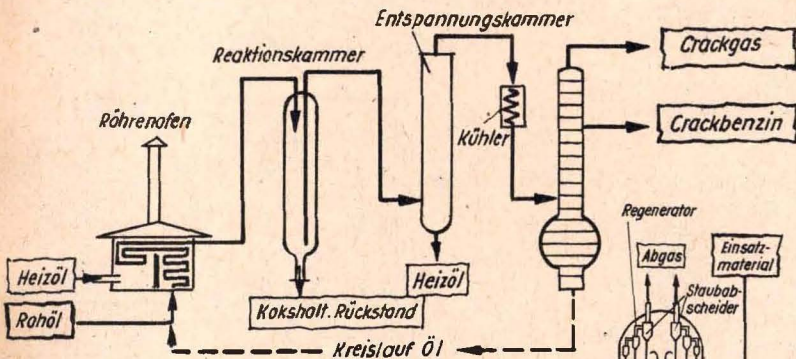 Entspannungskammer
Reaktionskammer
Crackgas
Röhrenofen
Kühler
Crackbenzin
Regenerator
Abgas
Einsatz-
material
Staubab-
scheider
Heizöl
Heizöl
Rohöl
Kokshalt. Rückstand
Kreislauf Öl